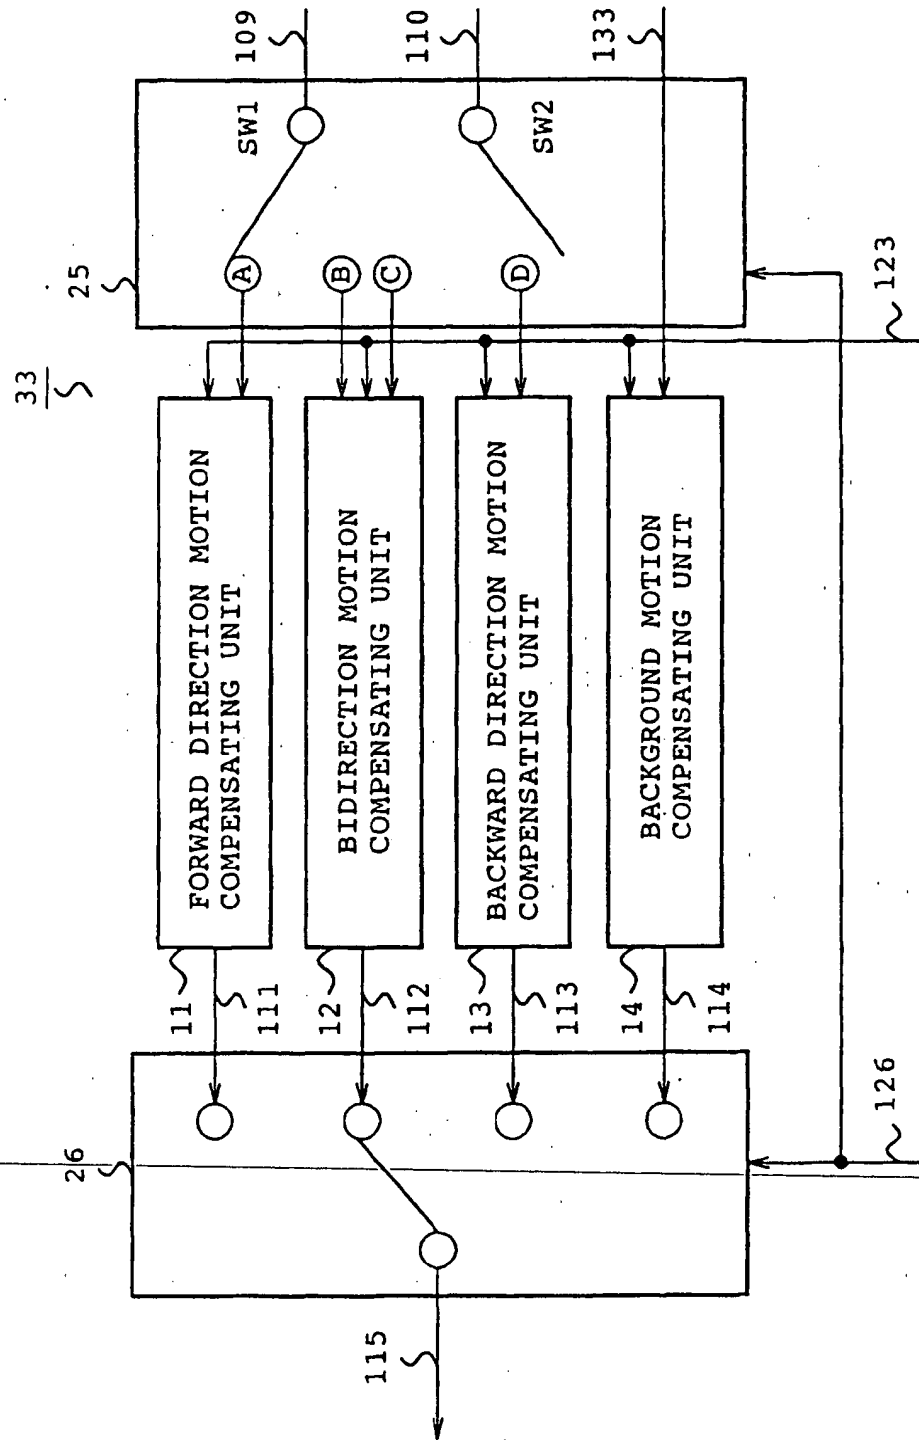 33
25
109
SW1
110
SW2
133
A
B
C
D
123
FORWARD DIRECTION MOTION
COMPENSATING UNIT
BIDIRECTION MOTION
COMPENSATING UNIT
BACKWARD DIRECTION MOTION
COMPENSATING UNIT
BACKGROUND MOTION
COMPENSATING UNIT
11
111
12
112
13
113
14
114
26
126
115